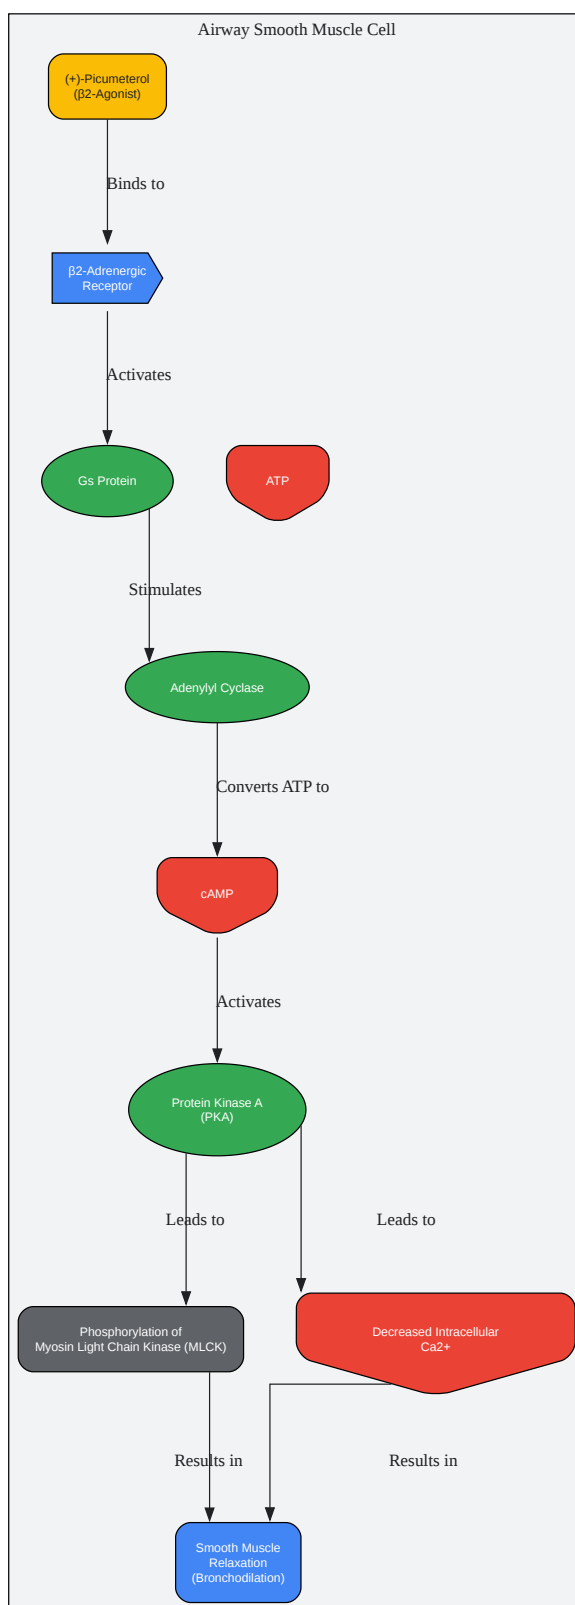 Airway Smooth Muscle Cell
(+)-Picumeterol
(β2-Agonist)
Binds to
β2-Adrenergic
Receptor
Activates
Gs Protein
ATP
Stimulates
Adenylyl Cyclase
Converts ATP to
cAMP
Activates
Protein Kinase A
(PKA)
Leads to
Leads to
Phosphorylation of
Myosin Light Chain Kinase (MLCK)
Decreased Intracellular
Ca2+
Results in
Results in
Smooth Muscle
Relaxation
(Bronchodilation)